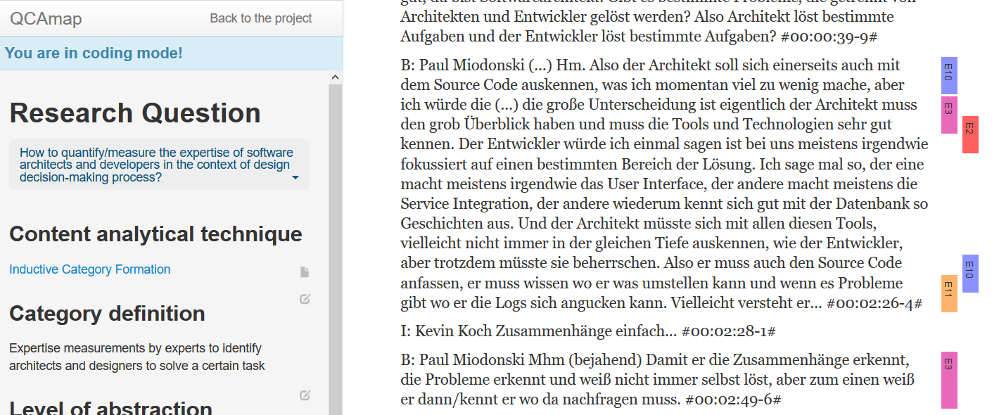 QCAmap
Back to the project
You are in coding mode!
Research Question
How to quantify/measure the expertise of software
architects and developers in the context of design
decision-making process?
Content analytical technique
Inductive Category Formation
Category definition
Expertise measurements by experts to identify
architects and designers to solve a certain task
Level of abstraction
gut, du bist Softwarearchitekt. Gibt es bestimmte Probleme, die getrennt von
Architekten und Entwickler gelöst werden? Also Architekt löst bestimmte
Aufgaben und der Entwickler löst bestimmte Aufgaben? #00:00:39-9#
B: Paul Miodonski (...) Hm. Also der Architekt soll sich einerseits auch mit
dem Source Code auskennen, was ich momentan viel zu wenig mache, aber
ich würde die (...) die große Unterscheidung ist eigentlich der Architekt muss
den grob Überblick haben und muss die Tools und Technologien sehr gut
kennen. Der Entwickler würde ich einmal sagen ist bei uns meistens irgendwie
fokussiert auf einen bestimmten Bereich der Lösung. Ich sage mal so, der eine
macht meistens irgendwie das User Interface, der andere macht meistens die
Service Integration, der andere wiederum kennt sich gut mit der Datenbank so
Geschichten aus. Und der Architekt müsste sich mit allen diesen Tools,
vielleicht nicht immer in der gleichen Tiefe auskennen, wie der Entwickler,
aber trotzdem müsste sie beherrschen. Also er muss auch den Source Code
anfassen, er muss wissen wo er was umstellen kann und wenn es Probleme
gibt wo er die Logs sich angucken kann. Vielleicht versteht er... #00:02:26-4#
I: Kevin Koch Zusammenhänge einfach... #00:02:28-1#
B: Paul Miodonski Mhm (bejahend) Damit er die Zusammenhänge erkennt,
die Probleme erkennt und weiß nicht immer selbst löst, aber zum einen weiß
er dann/kennt er wo da nachfragen muss. #00:02:49-6#
E10
E3
E2
E10
E11
E3